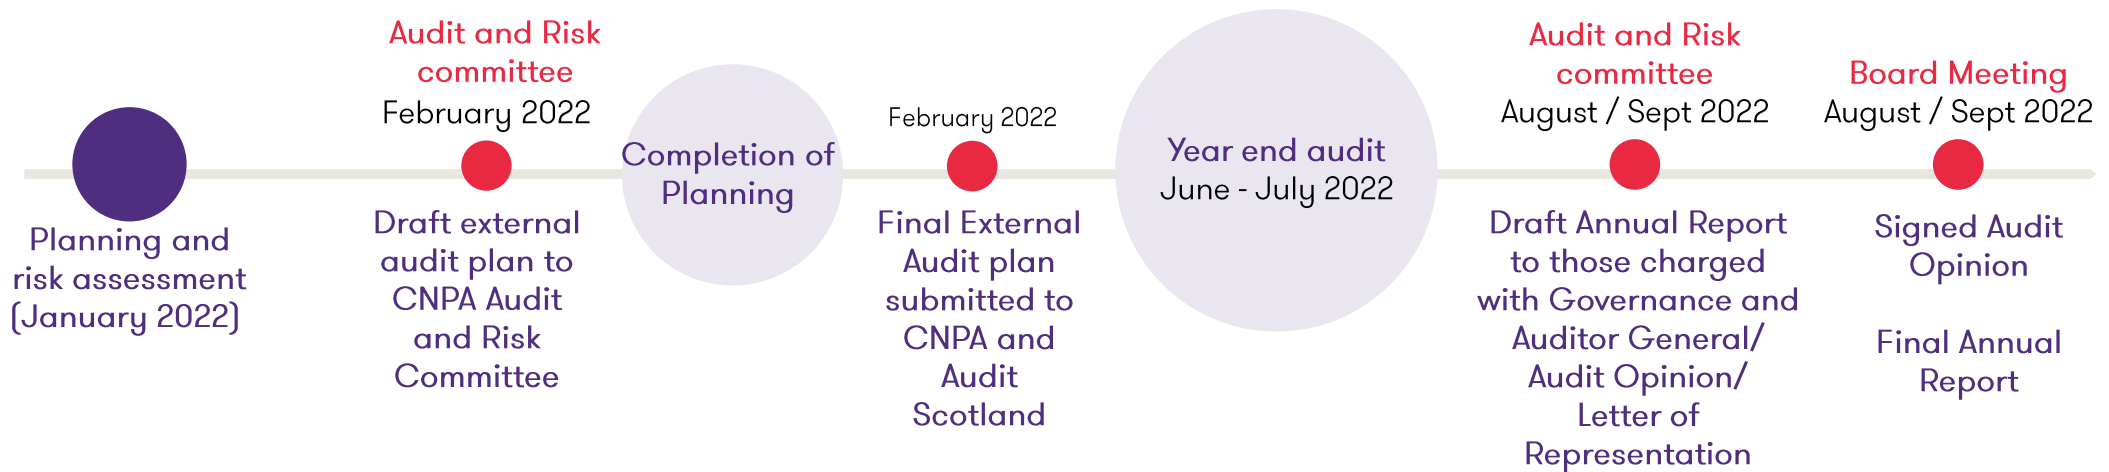 Planning and
risk assessment
(January 2022)
Audit and Risk
committee
February 2022
Draft external
audit plan to
CNPA Audit
and Risk
Committee
Completion of
Planning
February 2022
Final External
Audit plan
submitted to
CNPA and
Audit
Scotland
Year end audit
June - July 2022
Audit and Risk
committee
August / Sept 2022
Draft Annual Report
to those charged
with Governance and
Auditor General/
Audit Opinion/
Letter of
Representation
Board Meeting
August / Sept 2022
Signed Audit
Opinion
Final Annual
Report